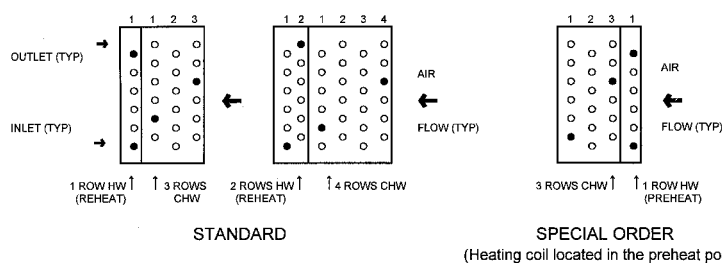 1 1 2 3
1 2 1 2 3 4
1 2 3 1
OUTLET (TYP)
INLET (TYP)
AIR
FLOW (TYP)
AIR
FLOW (TYP)
1 ROW HW
(REHEAT)
3 ROWS
CHW
2 ROWS HW
(REHEAT)
4 ROWS CHW
3 ROWS CHW
1 ROW HW
(PREHEAT)
STANDARD
SPECIAL ORDER
(Heating coil located in the preheat po